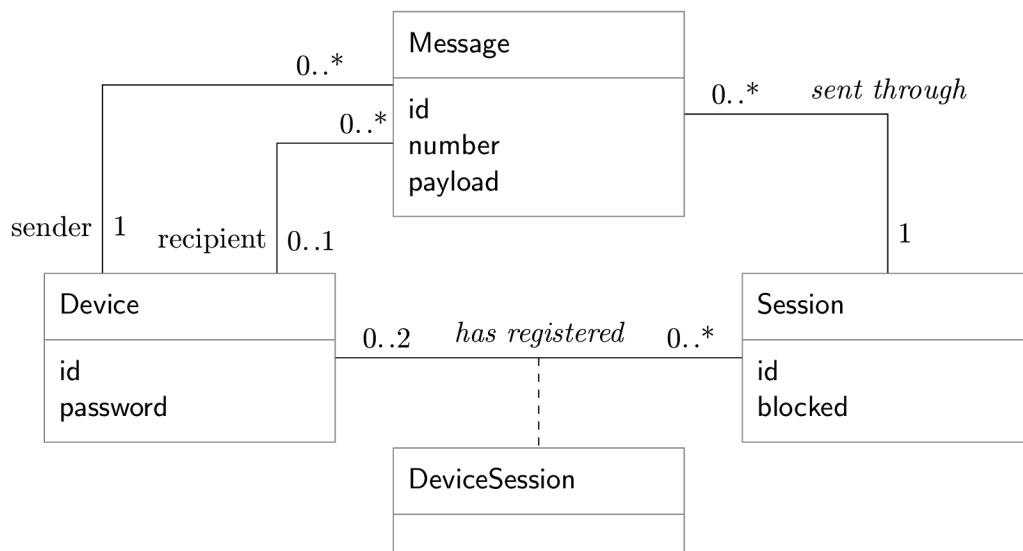 Message
0..*
0..*
sent through
0..*
id
number
payload
sender
1
recipient
0..1
1
Device
Session
0..2
has registered
0..*
id
password
id
blocked
DeviceSession